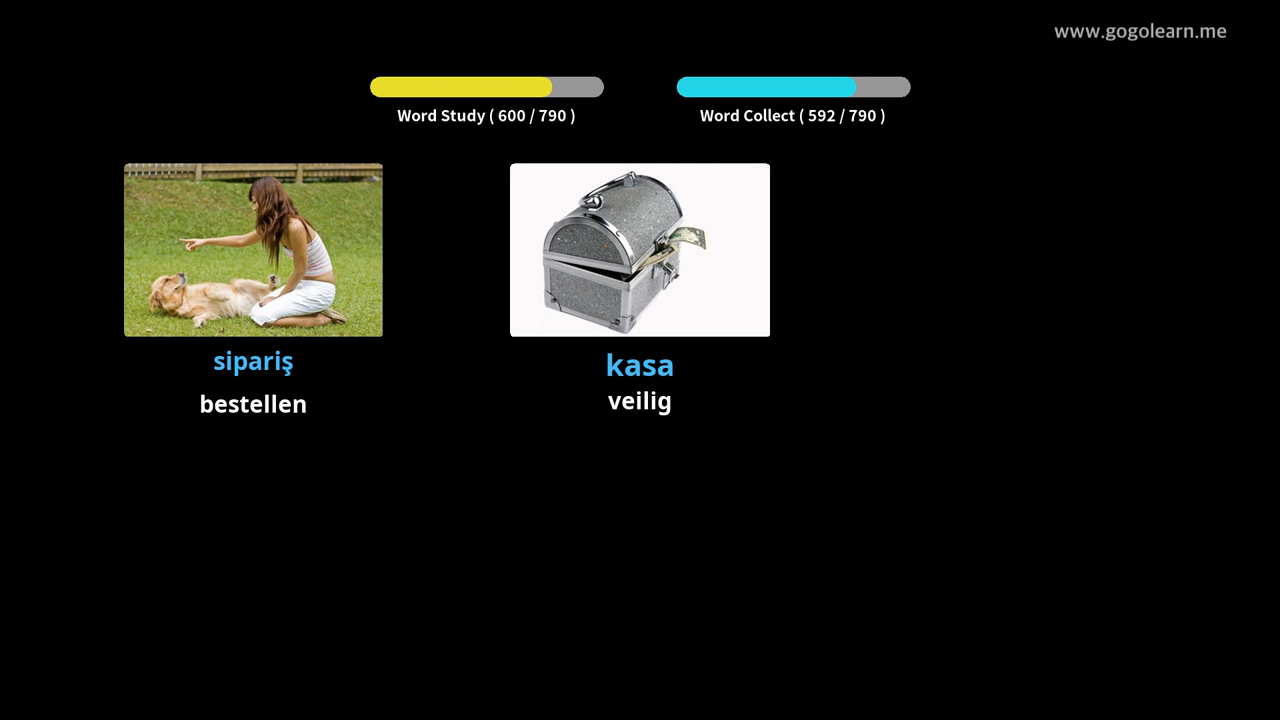 www.gogolearn.me
Word Study ( 600 / 790 )
Word Collect ( 592 / 790 )
sipariş
bestellen
kasa
veilig